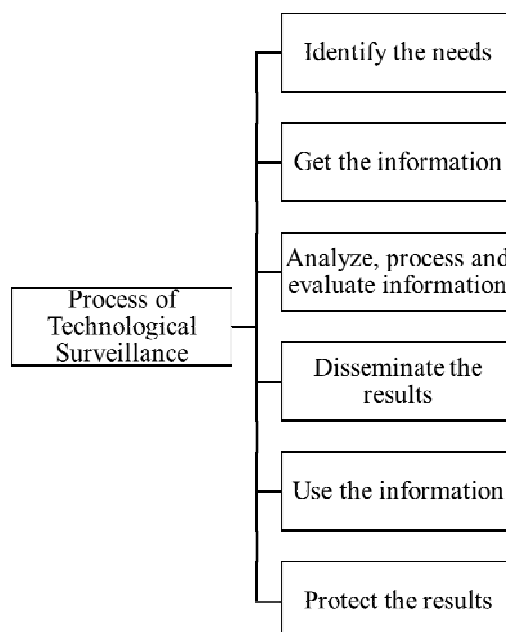 Identify the needs
Get the information
Analyze, process and
evaluate information
Process of
Technological
Surveillance
Disseminate the
results
Use the information
Protect the results